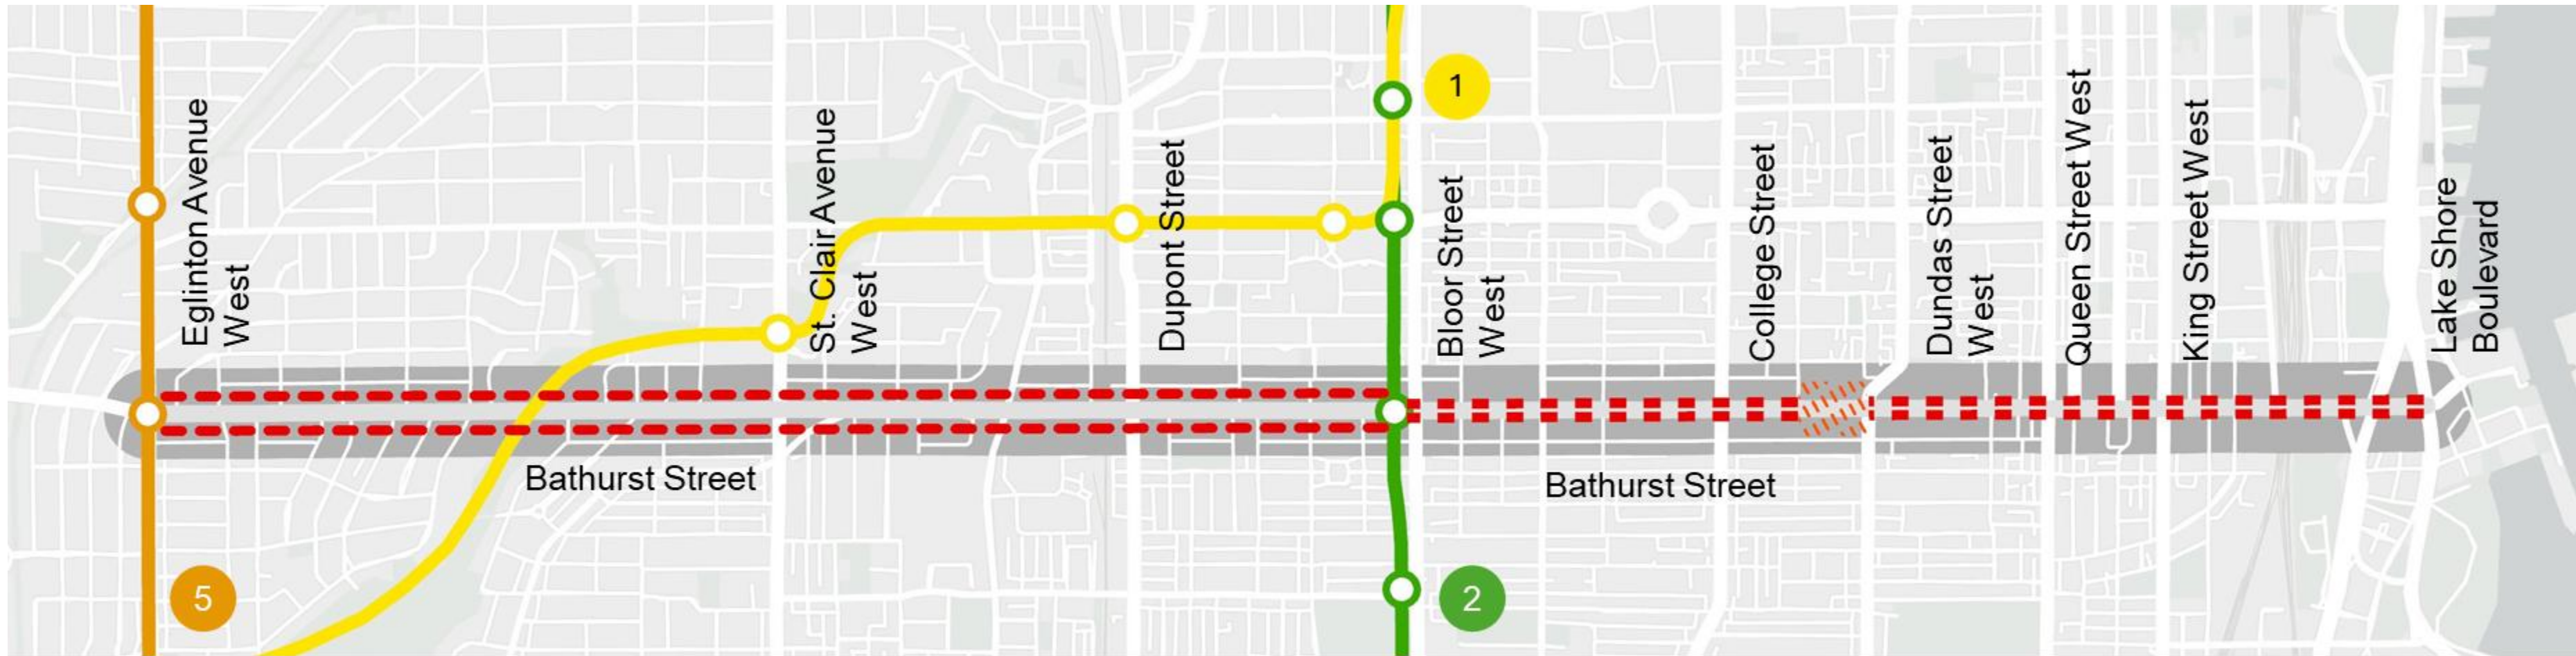 Eglinton Avenue
West
St. Clair Avenue
West
Dupont Street
1
Bloor Street
West
College Street
Dundas Street
West
Queen Street West
King Street West
Lake Shore
Boulevard
Bathurst Street
Bathurst Street
5
2